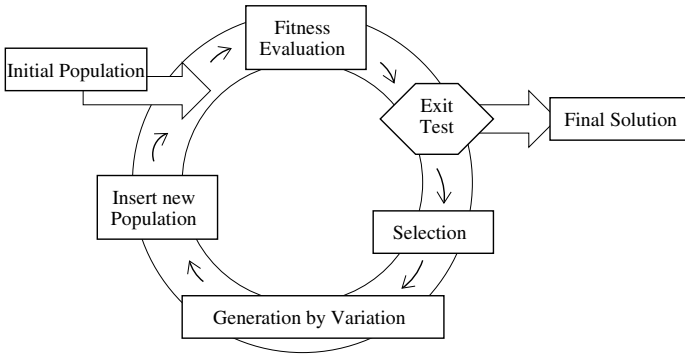 Fitness
Evaluation
Initial Population
Exit
Test
Final Solution
Insert new
Population
Selection
Generation by Variation